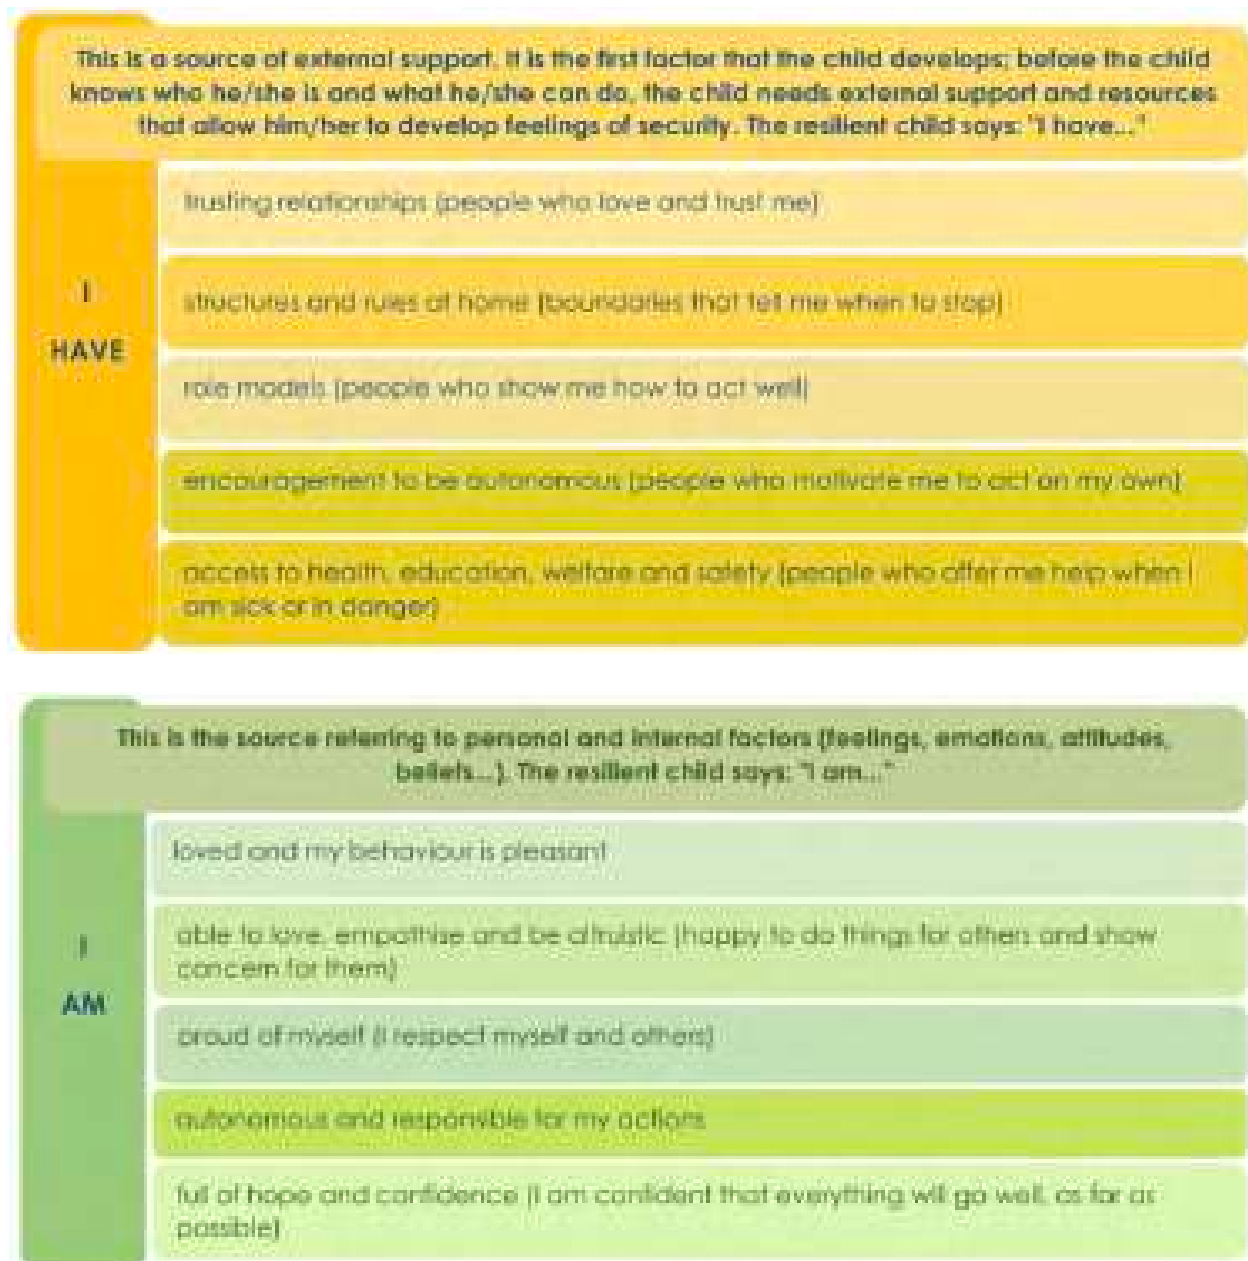 This is a source of external support. It is the first factor that the child develops; before the child
knows who he/she is and what he/she can do, the child needs external support and resources
that allow him/her to develop feelings of security. The resilient child says: "I have..."
I
HAVE
trusting relationships (people who love and trust me)
structures and rules at home (boundaries that tell me when to stop)
role models (people who show me how to act well)
encouragement to be autonomous (people who motivate me to act on my own)
access to health, education, welfare and safety (people who offer me help when I
am sick or in danger)
This is the source referring to personal and internal factors (feelings, emotions, attitudes,
beliefs...). The resilient child says: "I am..."
I
AM
loved and my behaviour is pleasant
able to love, empathise and be altruistic (happy to do things for others and show
concern for them)
proud of myself (I respect myself and others)
autonomous and responsible for my actions
full of hope and confidence (I am confident that everything will go well, as far as
possible)